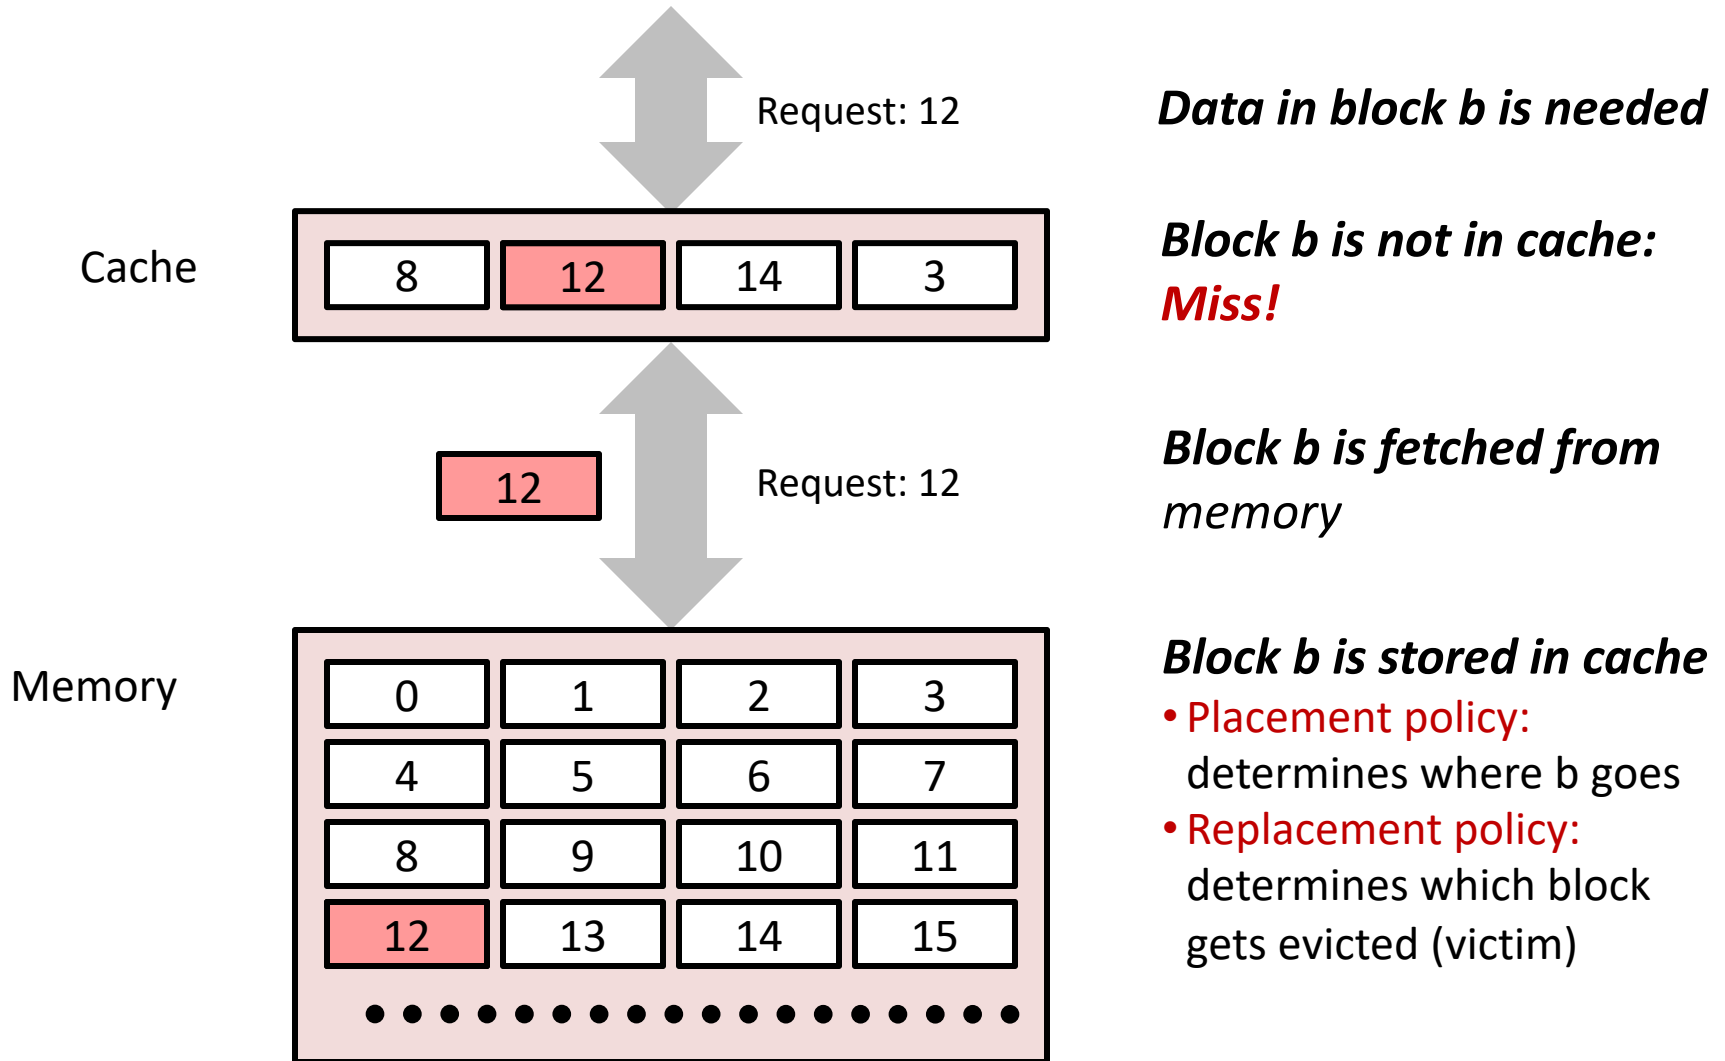 Request: 12
Data in block b is needed
Cache
8 12 14 3
Block b is not in cache:
Miss!
12
Request: 12
Block b is fetched from
memory
Memory
0 1 2 3
4 5 6 7
8 9 10 11
12 13 14 15
Block b is stored in cache
• Placement policy:
determines where b goes
• Replacement policy:
determines which block
gets evicted (victim)